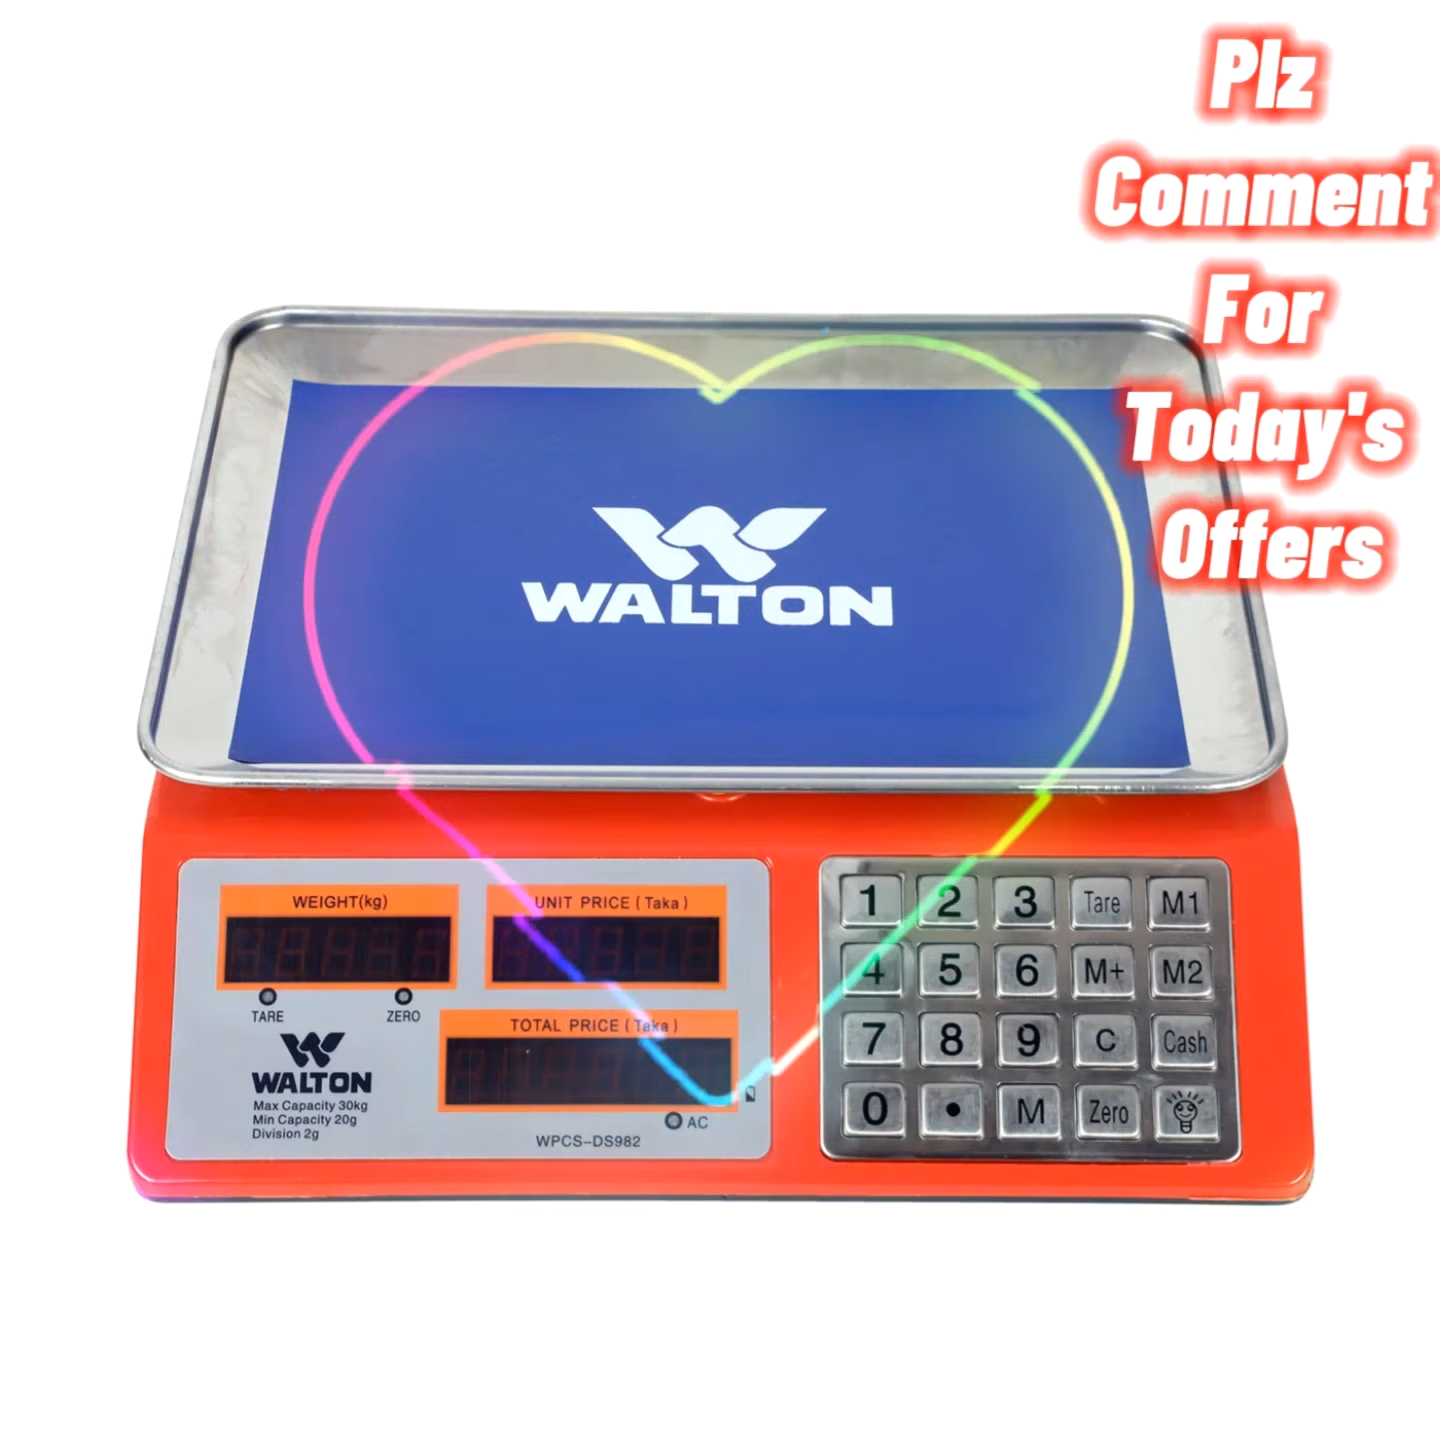 Plz
Comment
For
Today's
Offers
WALTON
WEIGHT(kg)
UNIT PRICE ( Taka )
TARE
ZERO
TOTAL PRICE ( Taka )
WALTON
Max Capacity 30kg
Min Capacity 20g
Division 2g
AC
WPCS-DS982
1 2 3 Tare M1
4 5 6 M+ M2
7 8 9 C Cash
0 • M Zero